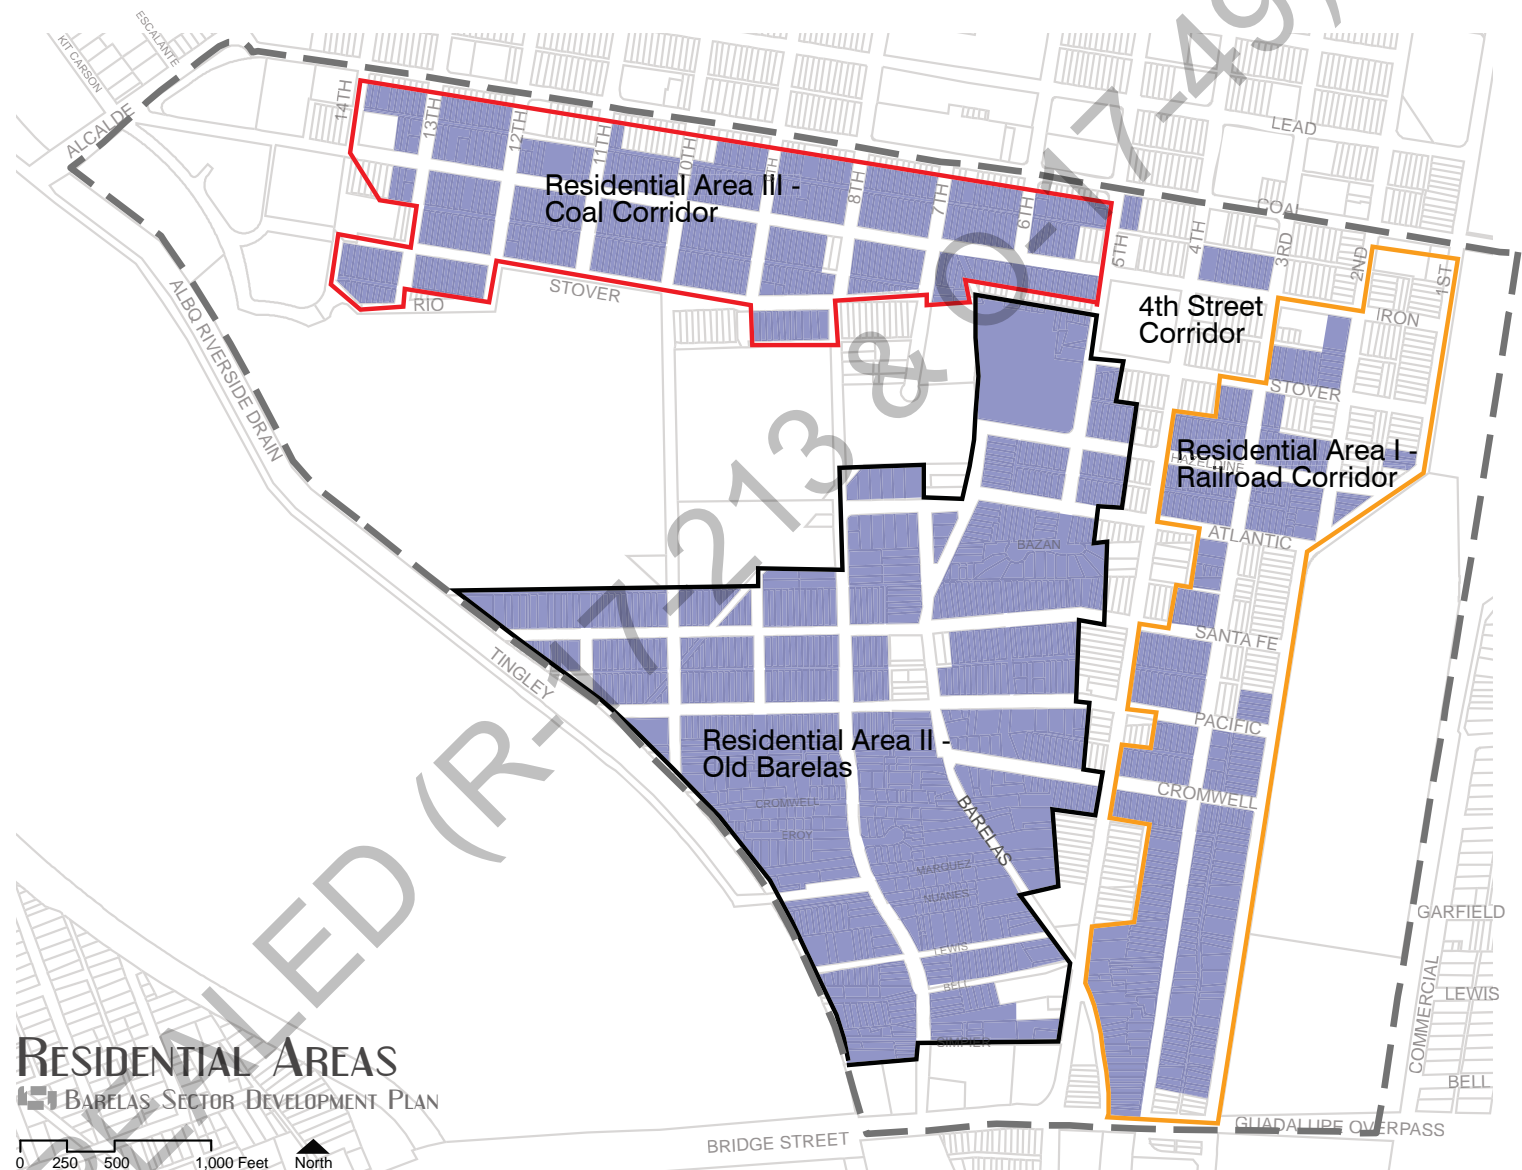 KIT CARSON
ESCALANTE
ALCALDE
14TH
13TH
12TH
11TH
10TH
8TH
7TH
6TH
5TH
4TH
3RD
2ND
1ST
LEAD
COAL
IRON
Residential Area III -
Coal Corridor
4th Street
Corridor
RIO
STOVER
STOVER
ALBQ RIVERSIDE DRAIN
Residential Area I -
Railroad Corridor
HAZELDINE
ATLANTIC
BAZAN
SANTA FE
TINGLEY
PACIFIC
Residential Area II -
Old Barelas
CROMWELL
CROMWELL
EROY
BARELAS
MARQUEZ
NUANES
LEWIS
BELL
SIMPIER
GARFIELD
COMMERCIAL
LEWIS
BELL
GUADALUPE OVERPASS
BRIDGE STREET
REPEALED (R-17-213 & O-17-49)
RESIDENTIAL AREAS
BARELAS SECTOR DEVELOPMENT PLAN
0 250 500 1,000 Feet North